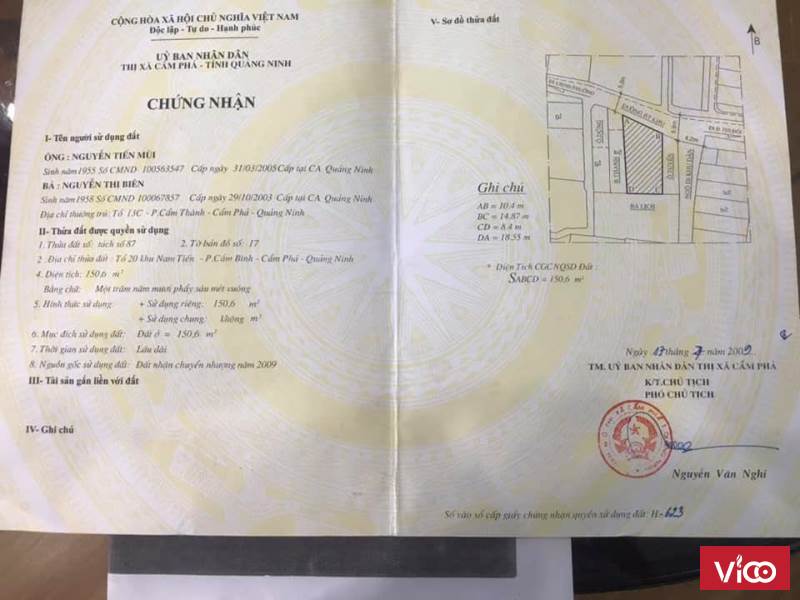 CỘNG HÒA XÃ HỘI CHỦ NGHĨA VIỆT NAM
Độc lập - Tự do - Hạnh phúc
UỶ BAN NHÂN DÂN
THỊ XÃ CẨM PHẢ - TỈNH QUẢNG NINH
CHỨNG NHẬN
I- Tên người sử dụng đất
ÔNG : NGUYỄN TIẾN MÙI
Sinh năm1955 Số CMND 100563547 Cấp ngày 31/03/2005 Cấp tại CA Quảng Ninh
BÀ : NGUYỄN THỊ BIÊN
Sinh năm1958 Số CMND 100067857 Cấp ngày 29/10/2003 Cấp tại CA Quảng Ninh
Địa chỉ thường trú: Tổ 13C - P.Cẩm Thành - Cẩm Phả - Quảng Ninh
II- Thửa đất được quyền sử dụng
1. Thửa đất số: tách số 87 2. Tờ bản đồ số: 17
2 .Địa chỉ thửa đất : Tổ 20 khu Nam Tiến - P.Cẩm Bình - Cẩm Phả - Quảng Ninh
4. Diện tích: 150,6 m²
Bằng chữ: Một trăm năm mươi phẩy sáu mét vuông
5. Hình thức sử dụng: + Sử dụng riêng: 150,6 m²
+ Sử dụng chung: không m²
6. Mục đích sử dụng đất: Đất ở = 150,6 m²
7. Thời gian sử dụng đất: Lâu dài
8. Nguồn gốc sử dụng đất: Đất nhận chuyển nhượng năm 2009
III- Tài sản gắn liền với đất
IV- Ghi chú
V- Sơ đồ thửa đất
B
A
B
D
C
BÀ LỊCH
Ghi chú
AB = 10.4 m
BC = 14.87 m
CD = 8.4 m
DA = 18.55 m
* Diện Tích CGCNQSD Đất :
SABCD = 150,6 m²
Ngày 13 tháng 7 năm 2009
TM. UỶ BAN NHÂN DÂN THỊ XÃ CẨM PHẢ
K/T.CHỦ TỊCH
PHÓ CHỦ TỊCH
Nguyễn Văn Nghí
Số vào sổ cấp giấy chứng nhận quyền sử dụng đất: H-623
ViCO